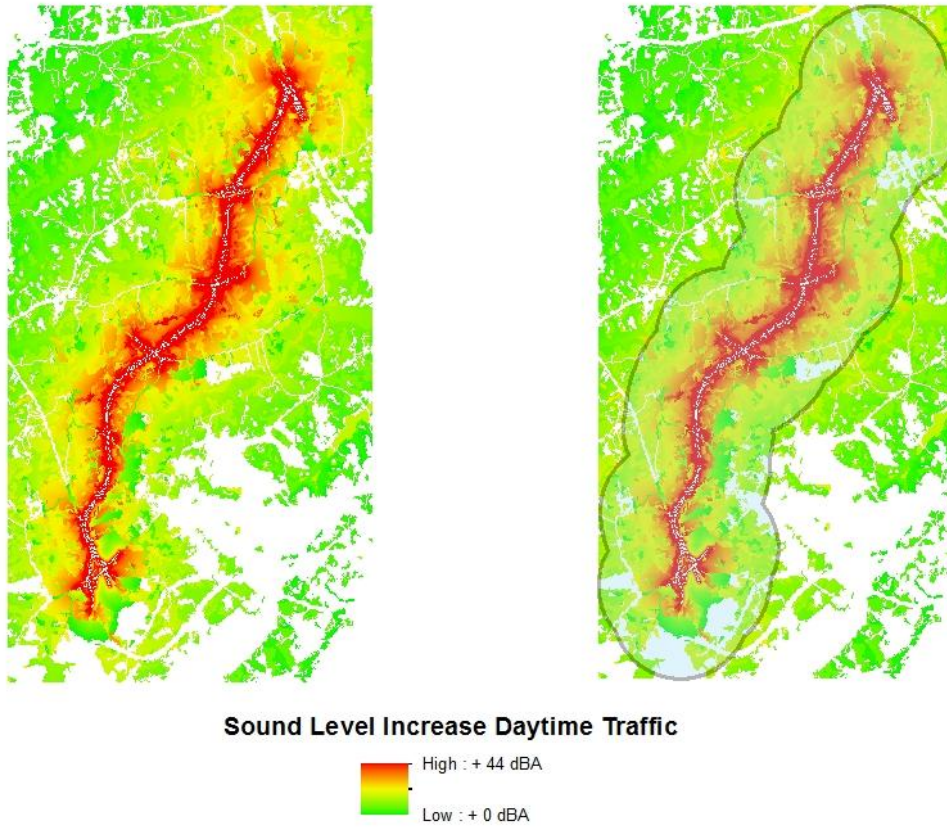 Sound Level Increase Daytime Traffic
High : + 44 dBA
Low : + 0 dBA